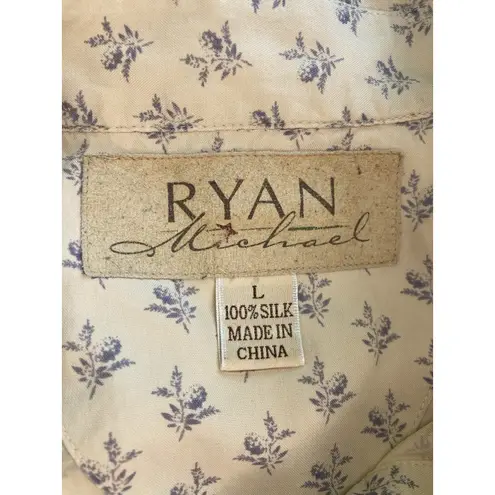 RYAN
Michael
L
100% SILK
MADE IN
CHINA